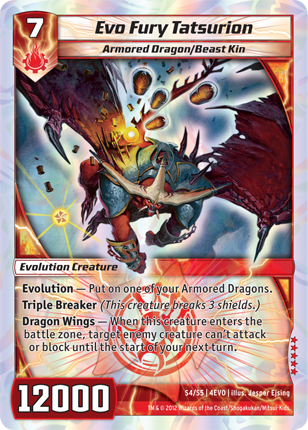 7
Evo Fury Tatsurion
Armored Dragon/Beast Kin
Evolution Creature
Evolution — Put on one of your Armored Dragons.
Triple Breaker (This creature breaks 3 shields.)
Dragon Wings — When this creature enters the
battle zone, target enemy creature can't attack
or block until the start of your next turn.
12000
S4/S5 | 4EVO | illus: Jesper Ejsing
TM & © 2012 Wizards of the Coast/Shogakukan/Mitsui-Kids